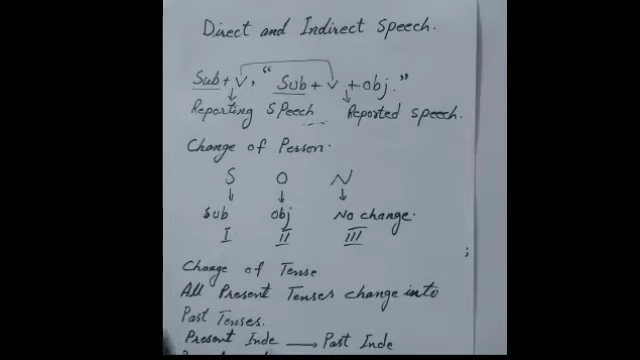 Direct and Indirect Speech.
Sub + V, " Sub + V + obj."
Reporting Speech Reported speech.
Change of Person.
S O N
Sub obj No change.
I II III
Change of Tense
All Present Tenses change into
Past Tenses.
Present Inde → Past Inde